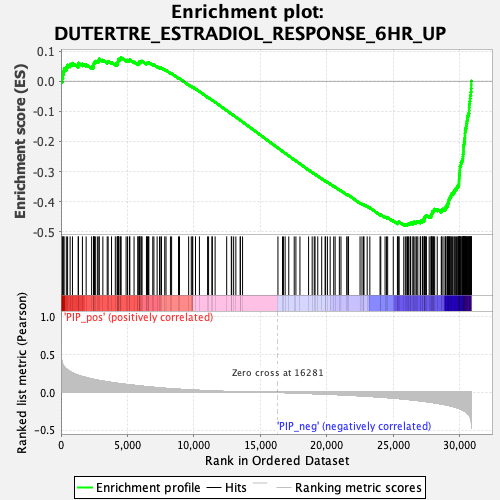 Enrichment plot:
DUTERTRE_ESTRADIOL_RESPONSE_6HR_UP
Enrichment score (ES)
0.1
0.0
-0.1
-0.2
-0.3
-0.4
-0.5
'PIP_pos' (positively correlated)
Ranked list metric (Pearson)
1.0
0.5
0.0
-0.5
Zero cross at 16281
'PIP_neg' (negatively correlated)
0
5,000
10,000
15,000
20,000
25,000
30,000
Rank in Ordered Dataset
Enrichment profile
Hits
Ranking metric scores